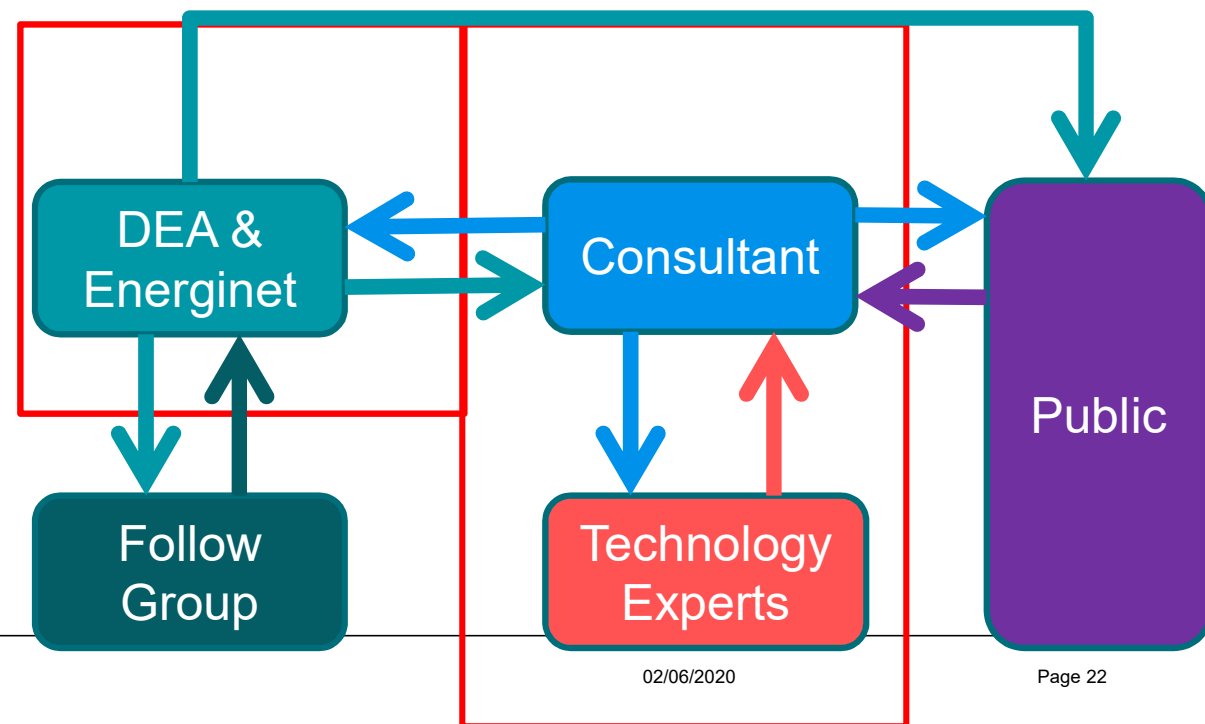 DEA &
Energinet
Consultant
Public
Follow
Group
Technology
Experts
02/06/2020
Page 22